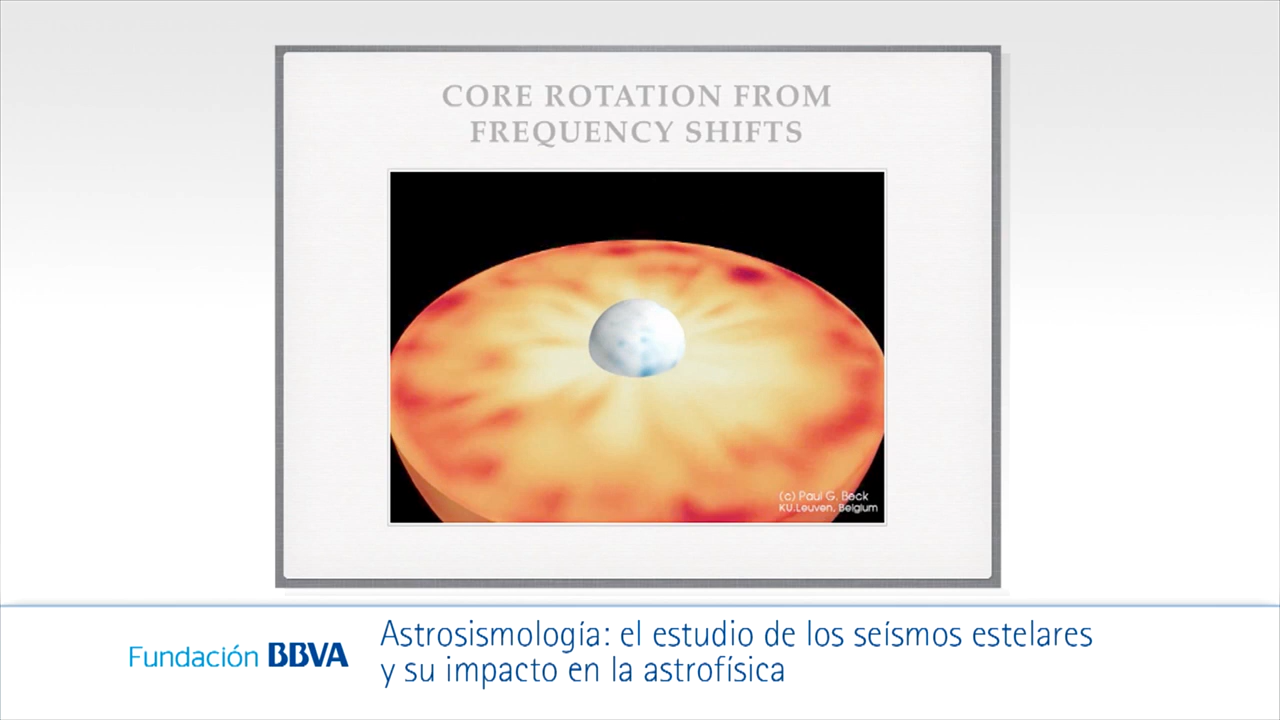 CORE ROTATION FROM
FREQUENCY SHIFTS
(c) Paul G. Beck
KU.Leuven, Belgium
Fundación BBVA
Astrosismología: el estudio de los seísmos estelares
y su impacto en la astrofísica